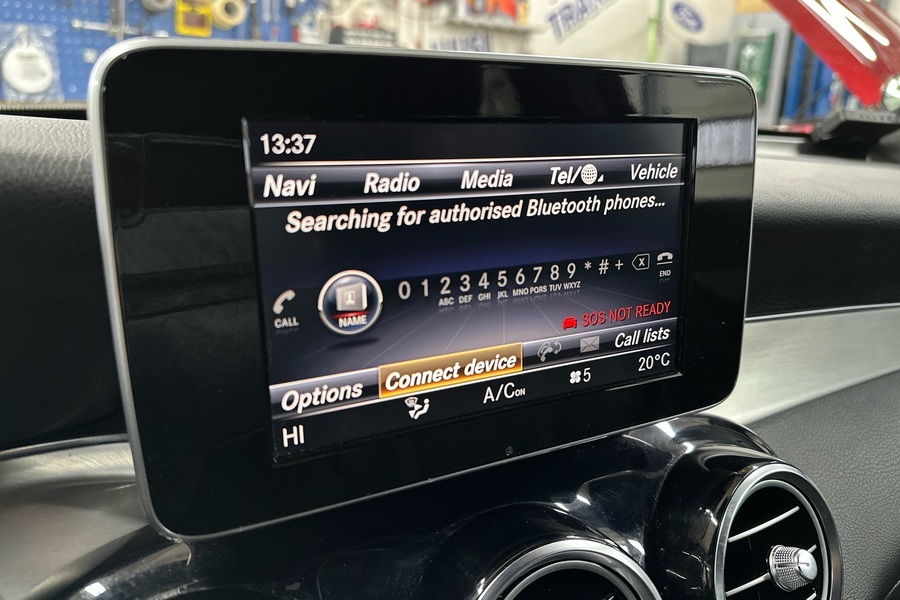 TRAN
Ford
13:37
Navi Radio Media Tel/ Vehicle
Searching for authorised Bluetooth phones...
CALL NAME 0 1 2 3 4 5 6 7 8 9 * # + END
ABC DEF GHI JKL MNO PQRS TUV WXYZ
SOS NOT READY
Options Connect device Call lists
HI A/C ON 5 20°C